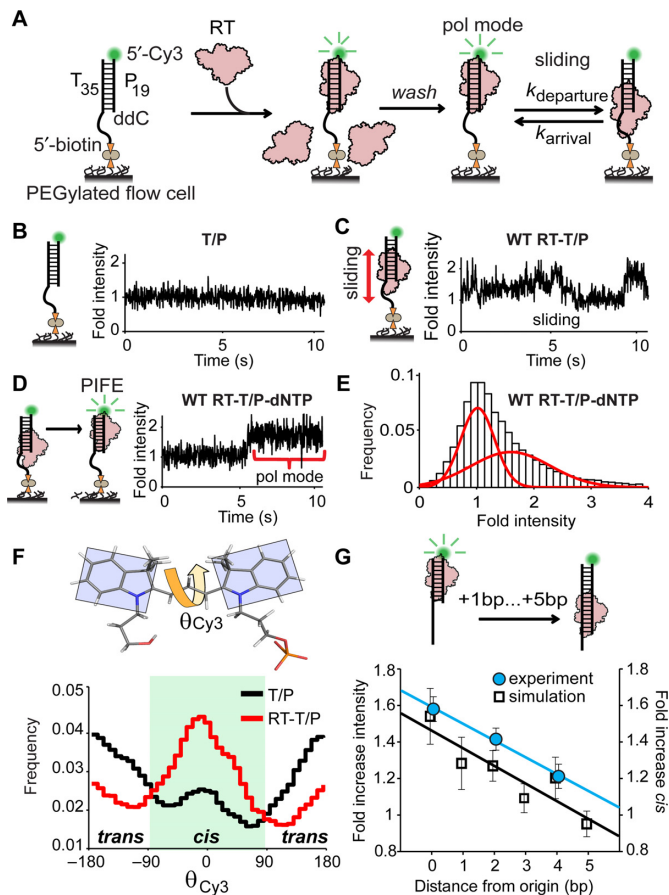 A
5′-Cy3
RT
pol mode
sliding
T35
P19
wash
kdeparture
karrival
ddC
5′-biotin
PEGylated flow cell
B
T/P
Fold intensity
2
1
0
5
10
Time (s)
C
WT RT-T/P
sliding
Fold intensity
2
1
sliding
0
5
10
Time (s)
D
PIFE
WT RT-T/P-dNTP
Fold intensity
2
1
pol mode
0
5
10
Time (s)
E
WT RT-T/P-dNTP
Frequency
0.1
0.05
0
0
1
2
3
4
Fold intensity
F
θCy3
T/P
RT-T/P
Frequency
0.05
0.04
0.03
0.02
0.01
trans
cis
trans
–180
–90
0
90
180
θCy3
G
+1bp...+5bp
experiment
simulation
Fold increase intensity
1.8
1.6
1.4
1.2
1
0.8
Fold increase cis
1.8
1.6
1.4
1.2
1
0.8
0 1 2 3 4 5
Distance from origin (bp)